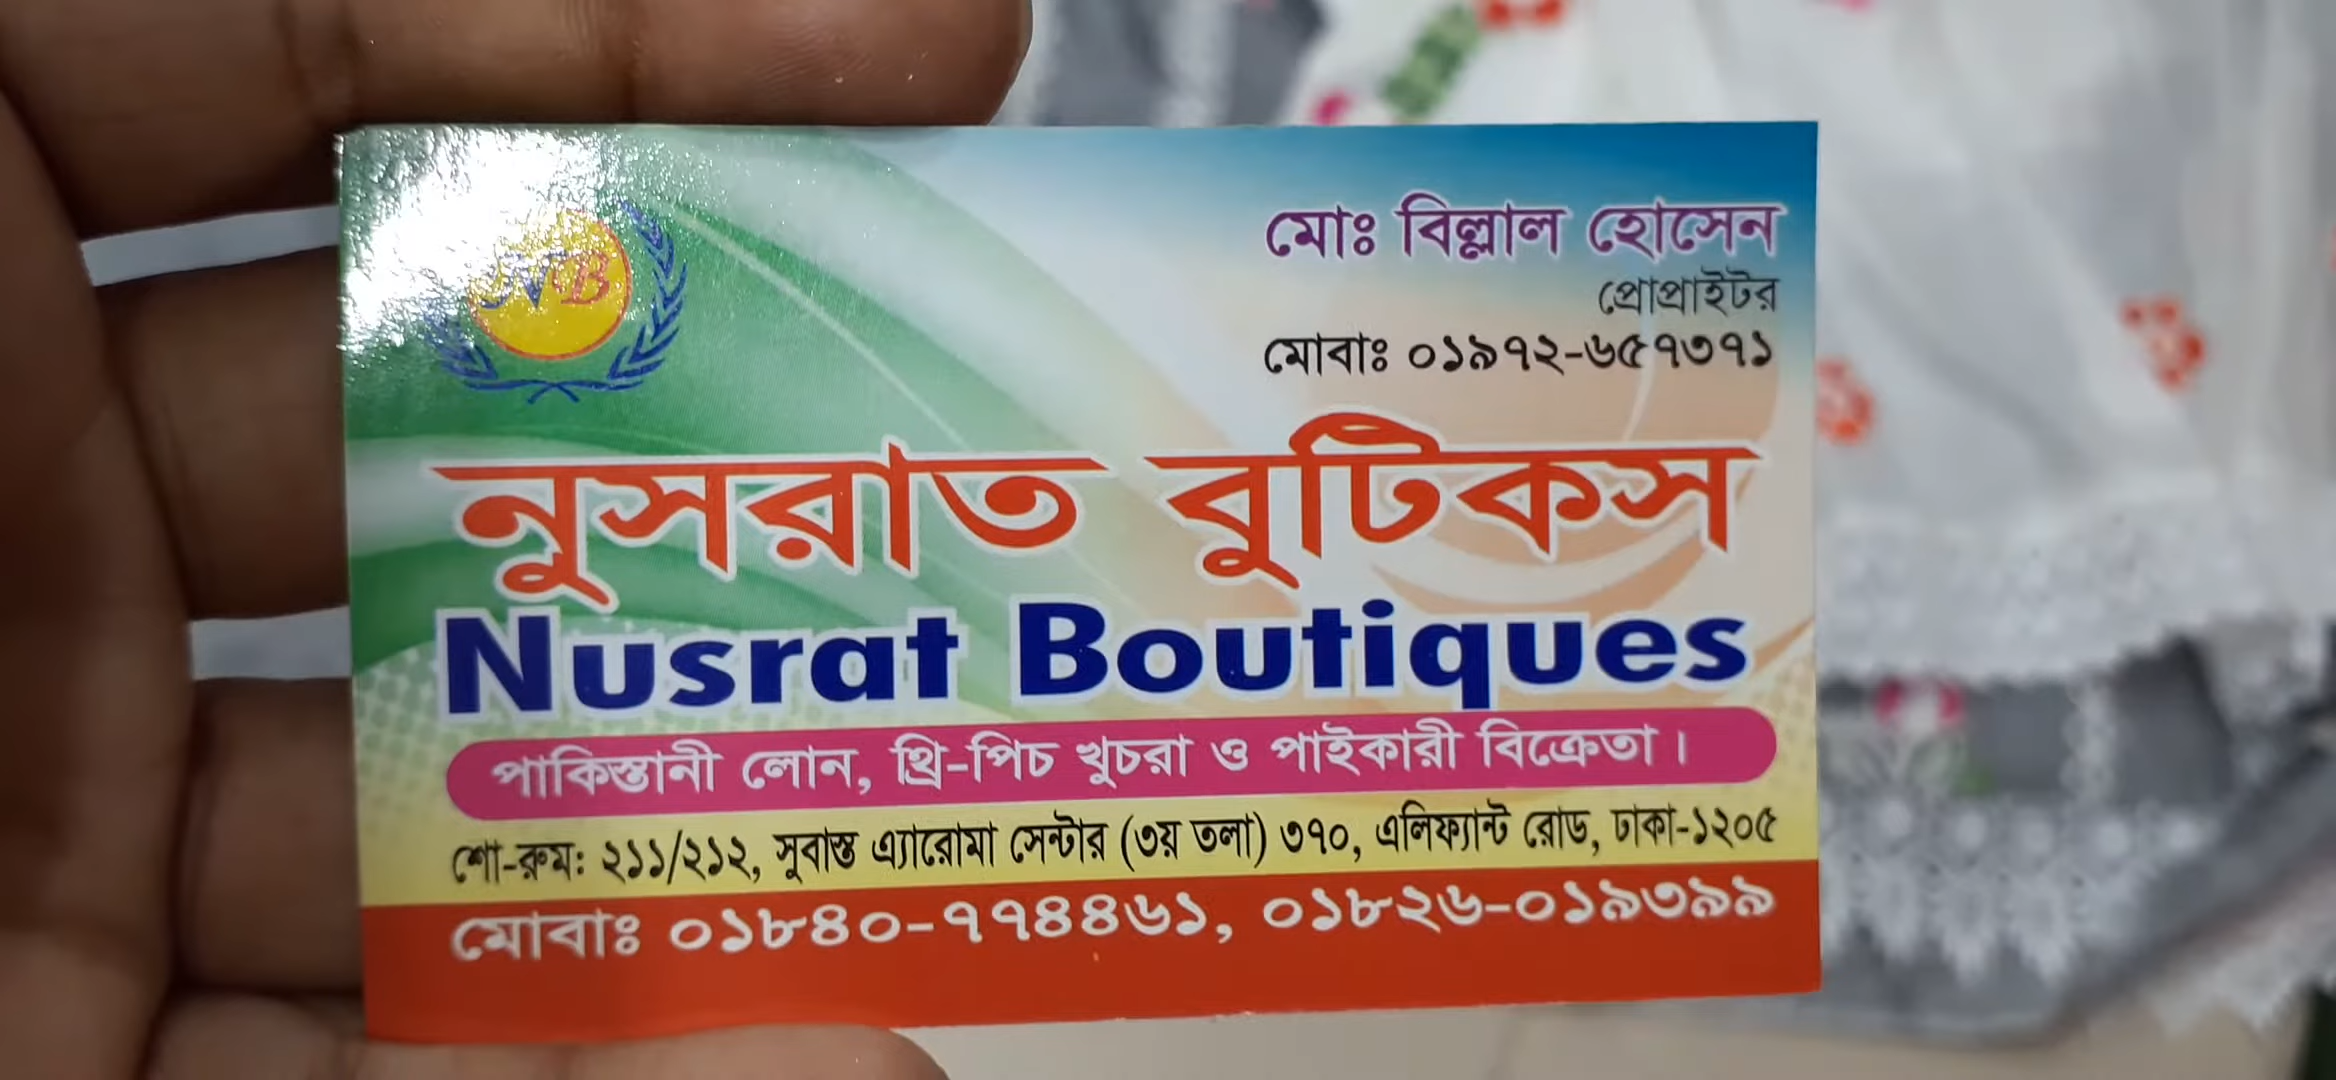 NB
মোঃ বিল্লাল হোসেন
প্রোপ্রাইটর
মোবাঃ ০১৯৭২-৬৫৭৩৭১
নুসরাত বুটিকস
Nusrat Boutiques
পাকিস্তানী লোন, থ্রি-পিচ খুচরা ও পাইকারী বিক্রেতা।
শো-রুম: ২১১/২১২, সুবাস্ত এ্যারোমা সেন্টার (৩য় তলা) ৩৭০, এলিফ্যান্ট রোড, ঢাকা-১২০৫
মোবাঃ ০১৮৪০-৭৭৪৪৬১, ০১৮২৬-০১৯৩৯৯